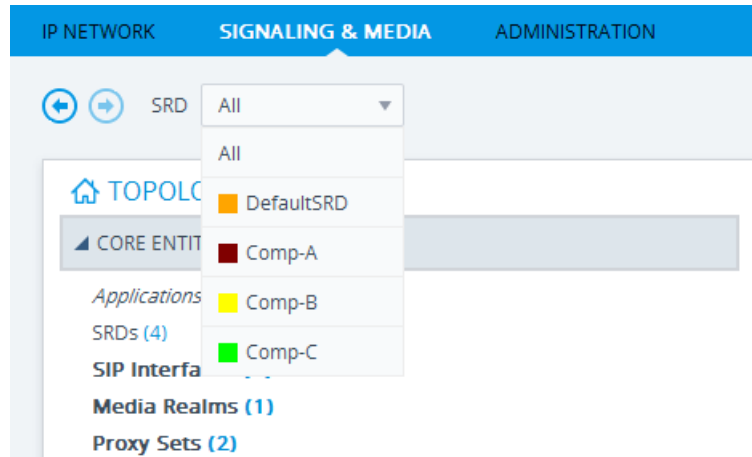 IP NETWORK SIGNALING & MEDIA ADMINISTRATION
SRD All
All
DefaultSRD
Comp-A
Comp-B
Comp-C
CORE
Applications
SRDs (4)
SIP
Media Realms (1)
Proxy Sets (2)